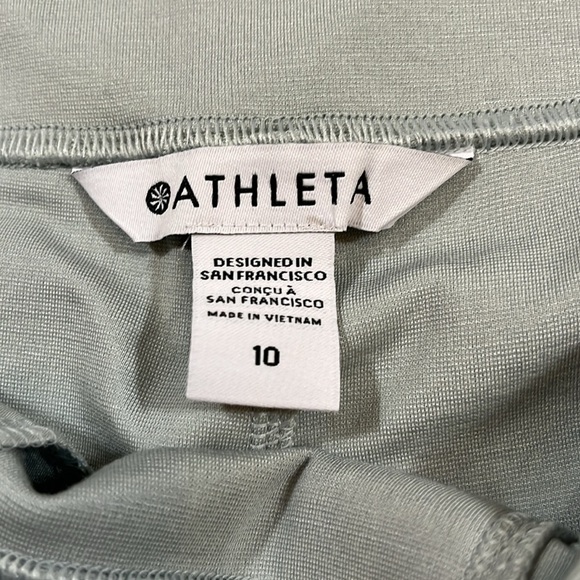 ATHLETA
DESIGNED IN
SAN FRANCISCO
CONÇU À
SAN FRANCISCO
MADE IN VIETNAM
10